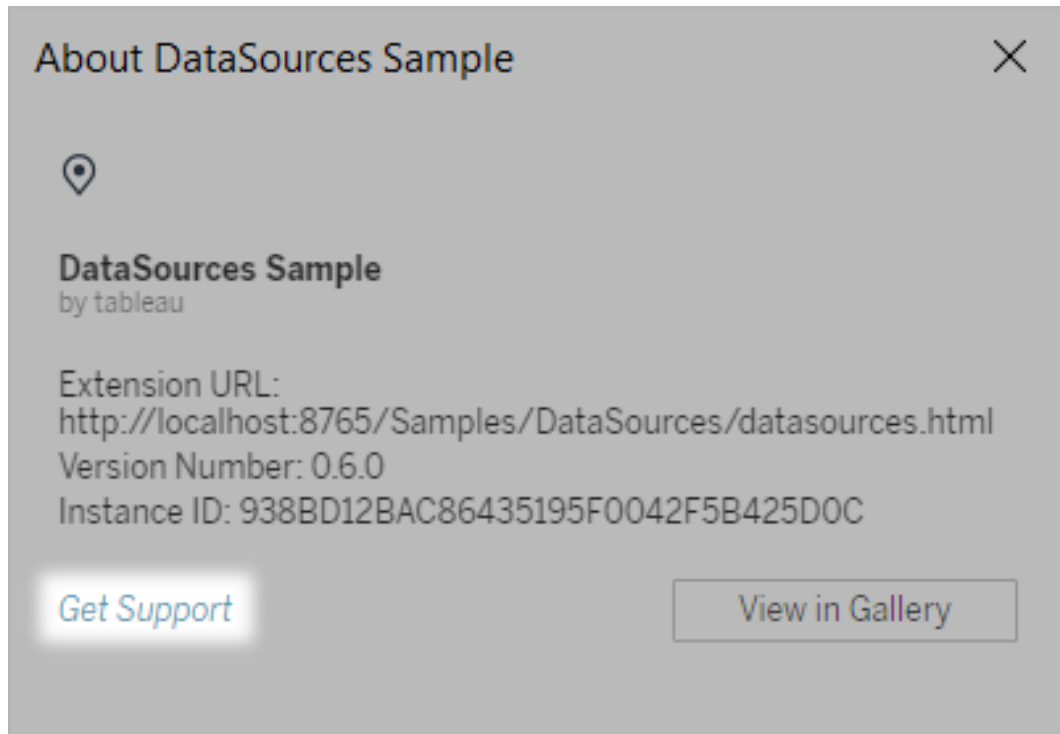 About DataSources Sample
DataSources Sample
by tableau
Extension URL:
http://localhost:8765/Samples/DataSources/datasources.html
Version Number: 0.6.0
Instance ID: 938BD12BAC86435195F0042F5B425D0C
Get Support
View in Gallery